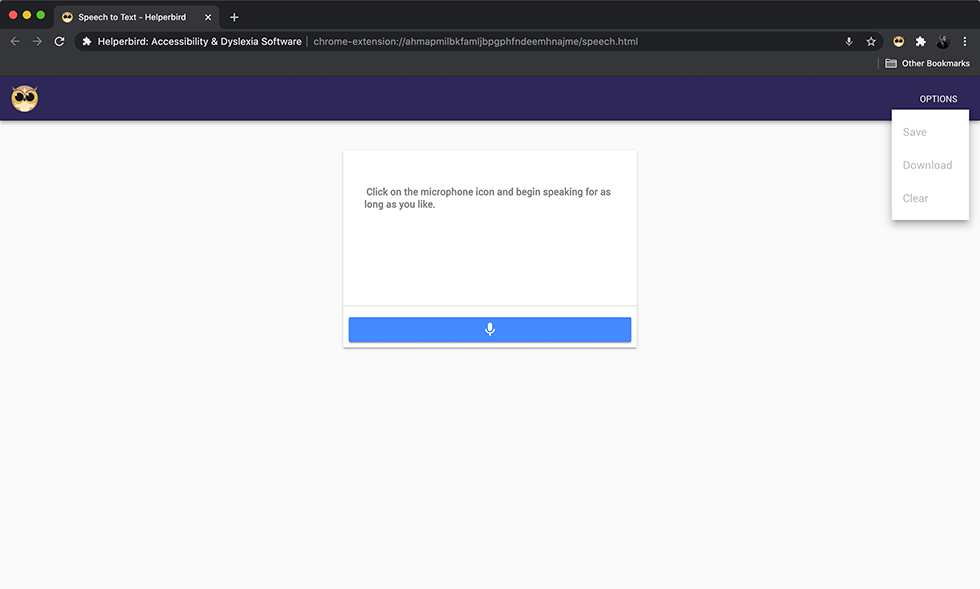 Speech to Text - Helperbird
Helperbird: Accessibility & Dyslexia Software chrome-extension://ahmapmilbkfamljbpgphfndeemhnajme/speech.html
Other Bookmarks
OPTIONS
Save
Download
Clear
Click on the microphone icon and begin speaking for as
long as you like.